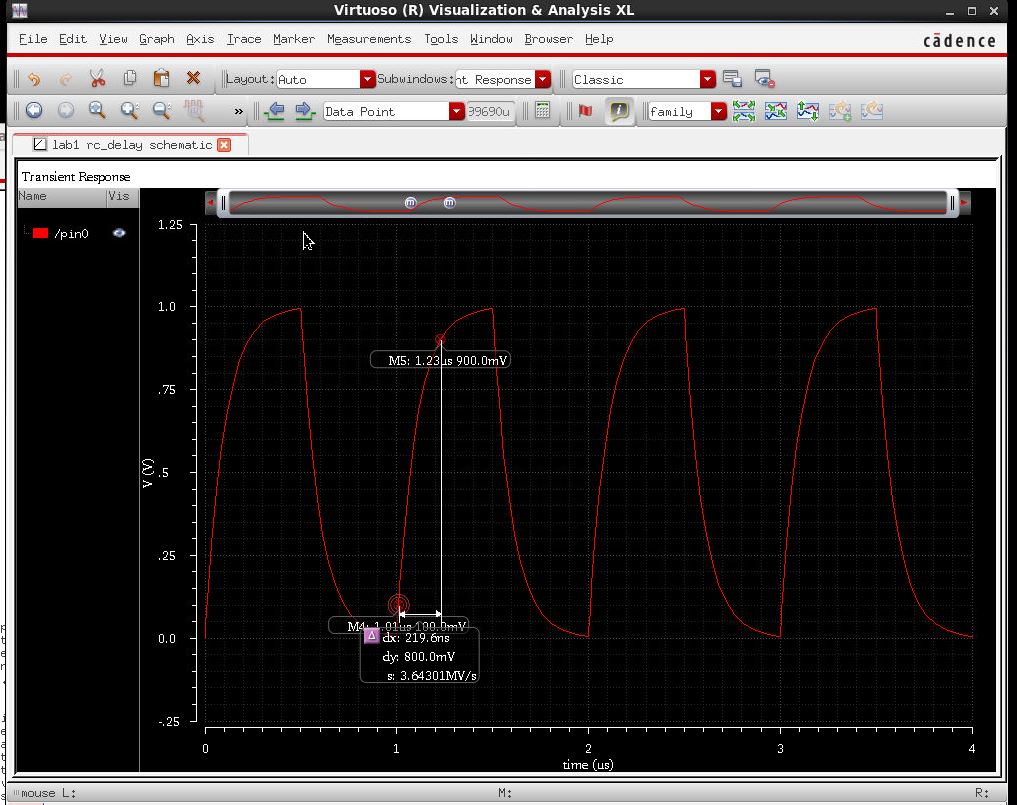 Virtuoso (R) Visualization & Analysis XL
File Edit View Graph Axis Trace Marker Measurements Tools Window Browser Help
cādence
Layout: Auto Subwindows: nt Response Classic
» Data Point 39690u family
lab1 rc_delay schematic
Transient Response
Name Vis
/pin0
m m
1.25
1.0
.75
.5
.25
0.0
-.25
V (V)
M5: 1.23us 900.0mV
M4: 1.01us 100.0mV
Δ dx: 219.6ns
dy: 800.0mV
s: 3.64301MV/s
0 1 2 3 4
time (us)
mouse L: M: R: